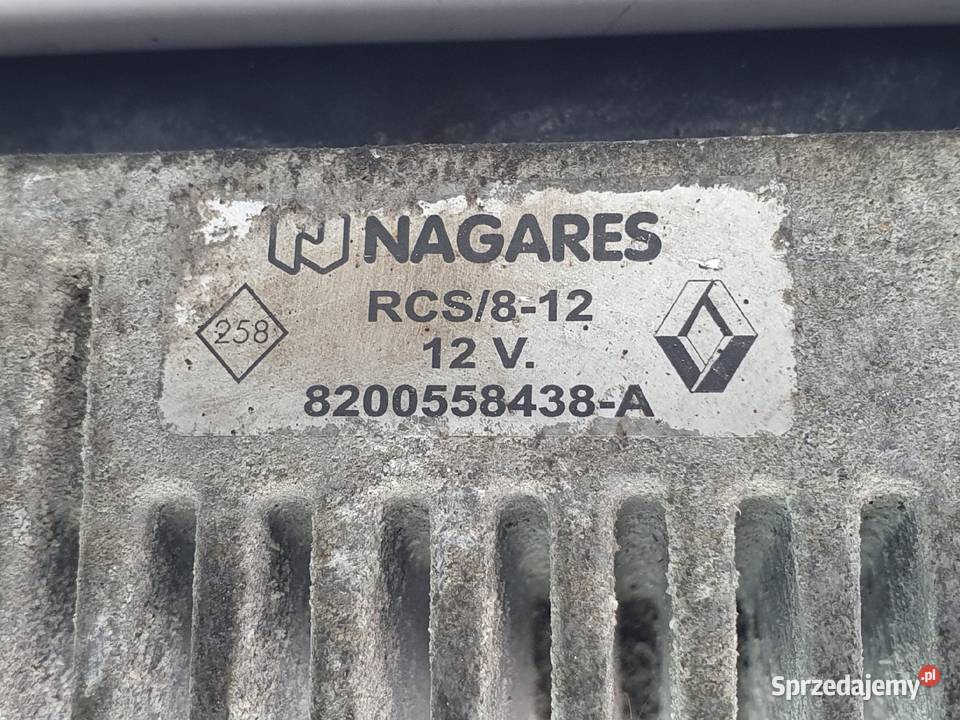 NAGARES
RCS/8-12
258
12 V.
8200558438-A
Sprzedajemy.pl